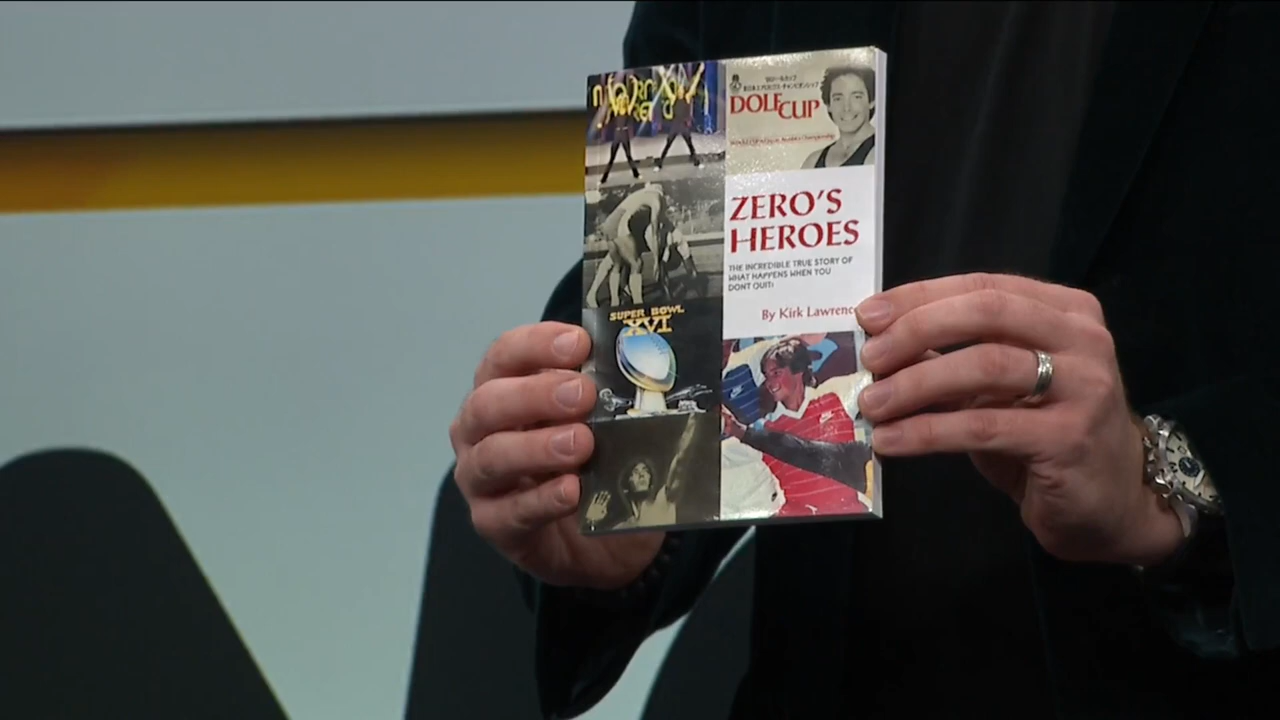 DOLE CUP
ZERO'S
HEROES
THE INCREDIBLE TRUE STORY OF
WHAT HAPPENS WHEN YOU
DONT QUIT!
By Kirk Lawrence
SUPER BOWL
XVI